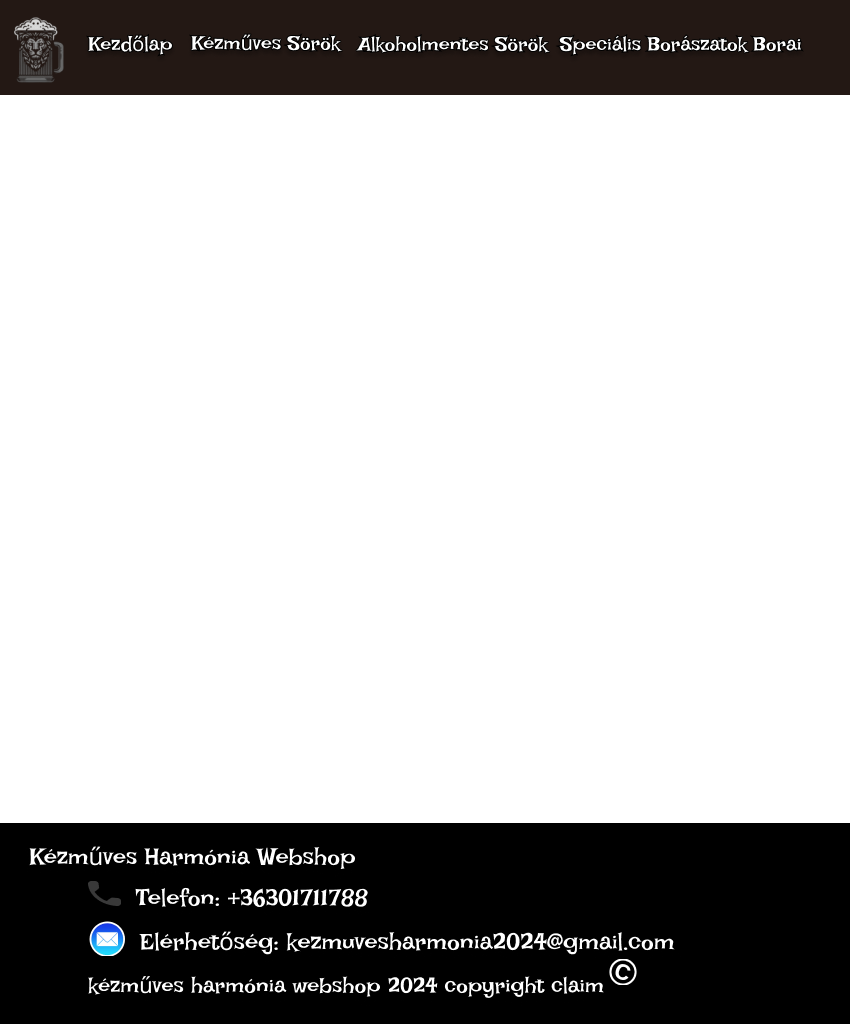 Kezdőlap Kézműves Sörök Alkoholmentes Sörök Speciális Borászatok Borai
Kézműves Harmónia Webshop
Telefon: +36301711788
Elérhetőség: kezmuvesharmonia2024@gmail.com
kézműves harmónia webshop 2024 copyright claim ©